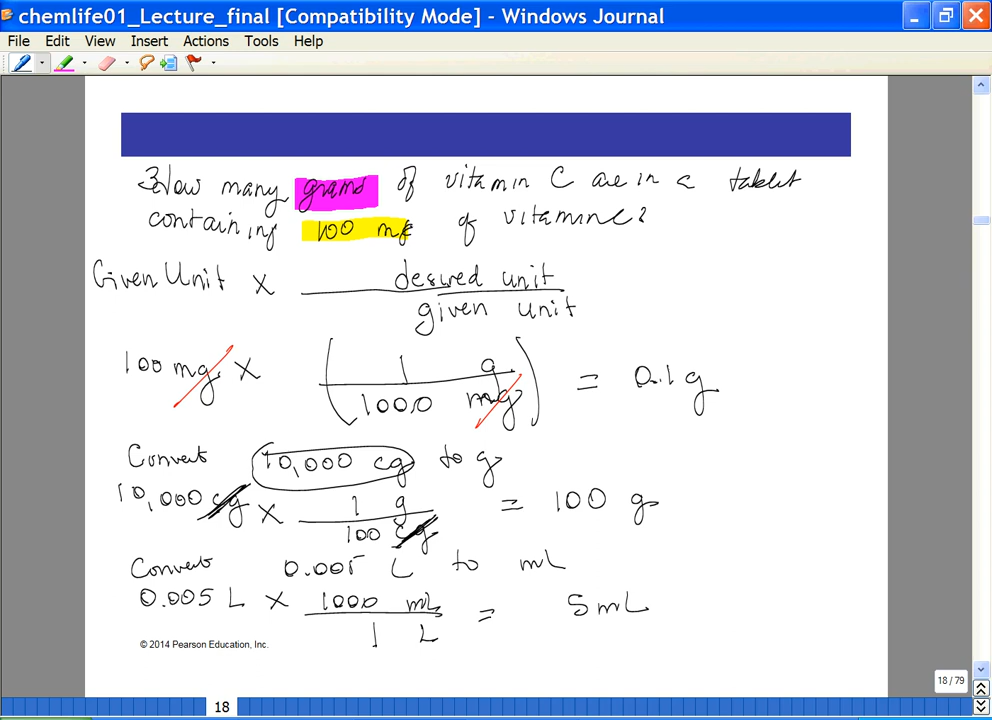 chemlife01_Lecture_final [Compatibility Mode] - Windows Journal
File Edit View Insert Actions Tools Help
How many grams of vitamin C are in a tablet
containing 100 mg of vitamin C?
Given Unit X desired unit
given unit
100 mg X ( 1 g
1000 mg ) = 0.1 g
Convert 10,000 cg to g
10,000 cg X 1 g = 100 g
100 cg
Convert 0.005 L to mL
0.005 L X 1000 mL = 5 mL
1 L
© 2014 Pearson Education, Inc.
18 / 79
18